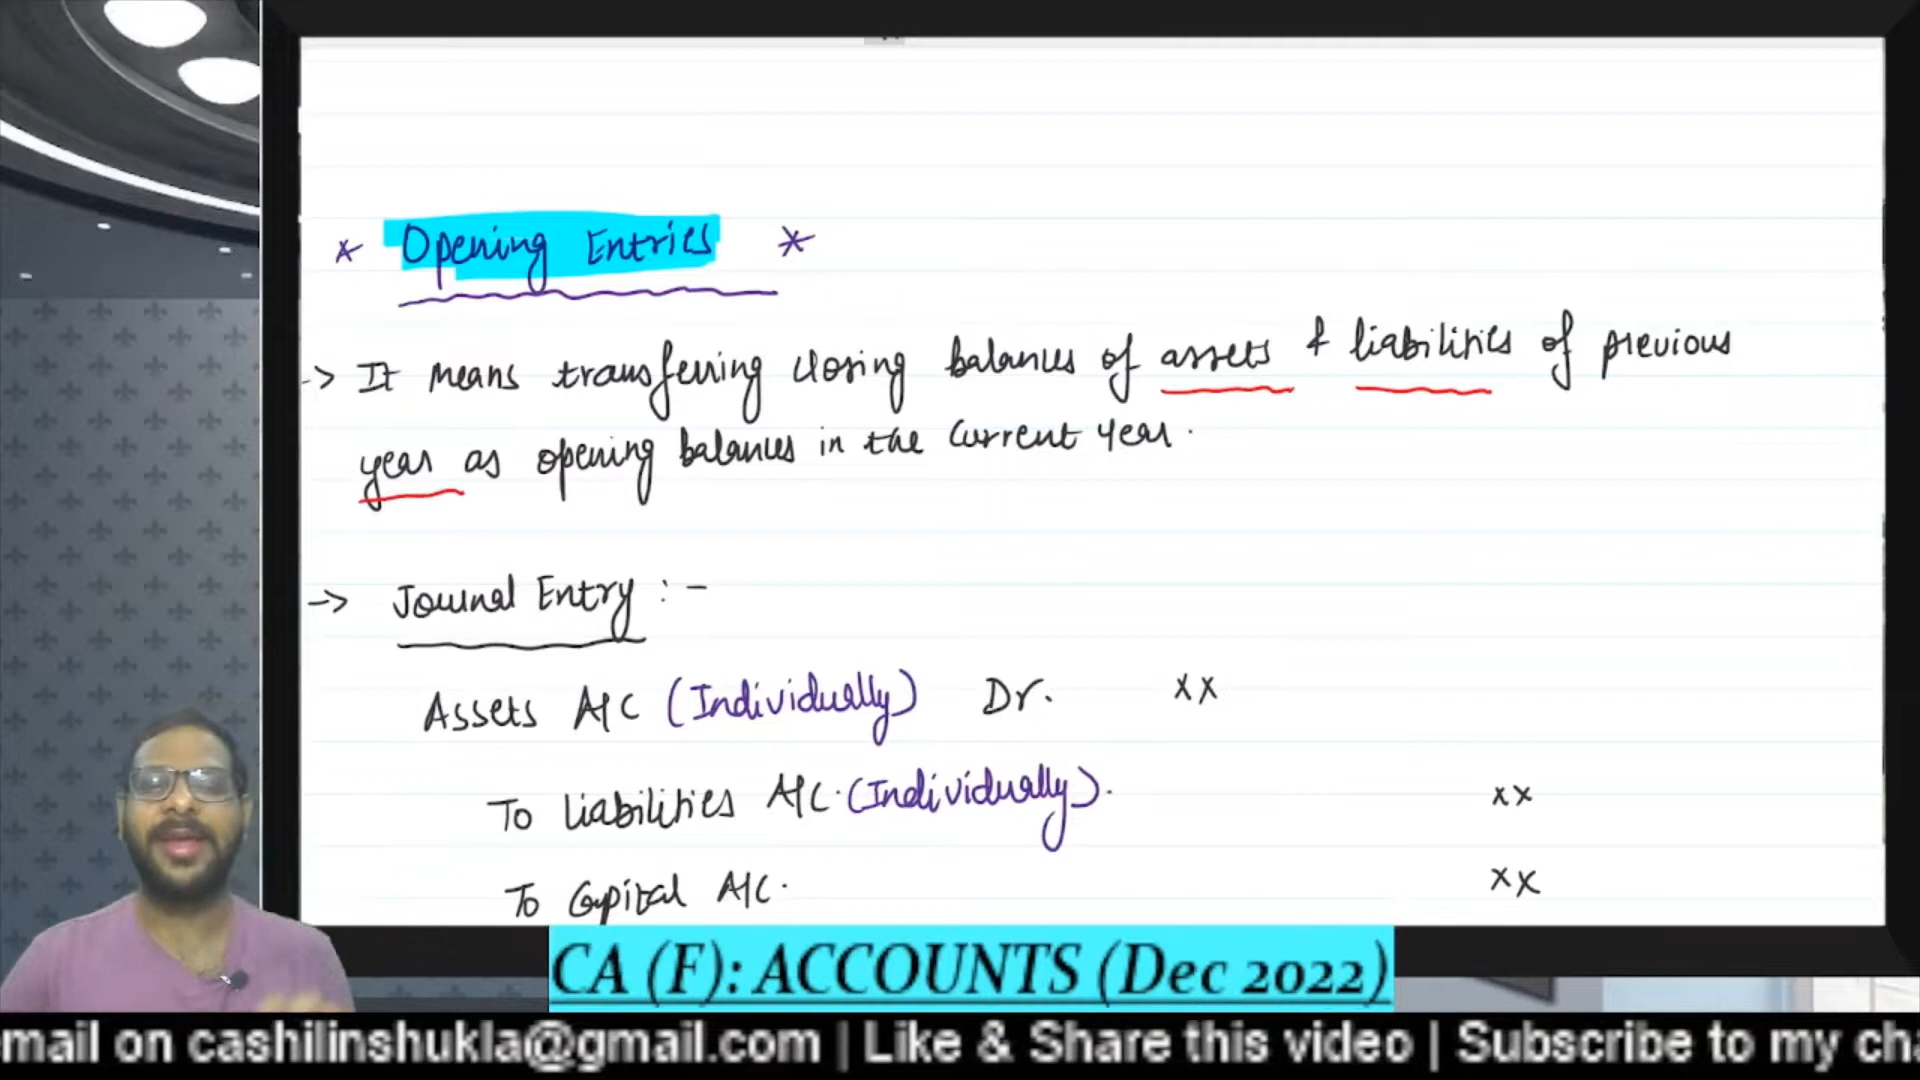 * Opening Entries *
-> It means transferring closing balances of assets & liabilities of previous
year as opening balances in the current year.
-> Journal Entry :-
Assets A/C (Individually) Dr. xx
To liabilities A/C. (Individually). xx
To Capital A/C. xx
CA (F): ACCOUNTS (Dec 2022)
mail on cashilinshukla@gmail.com | Like & Share this video | Subscribe to my cha